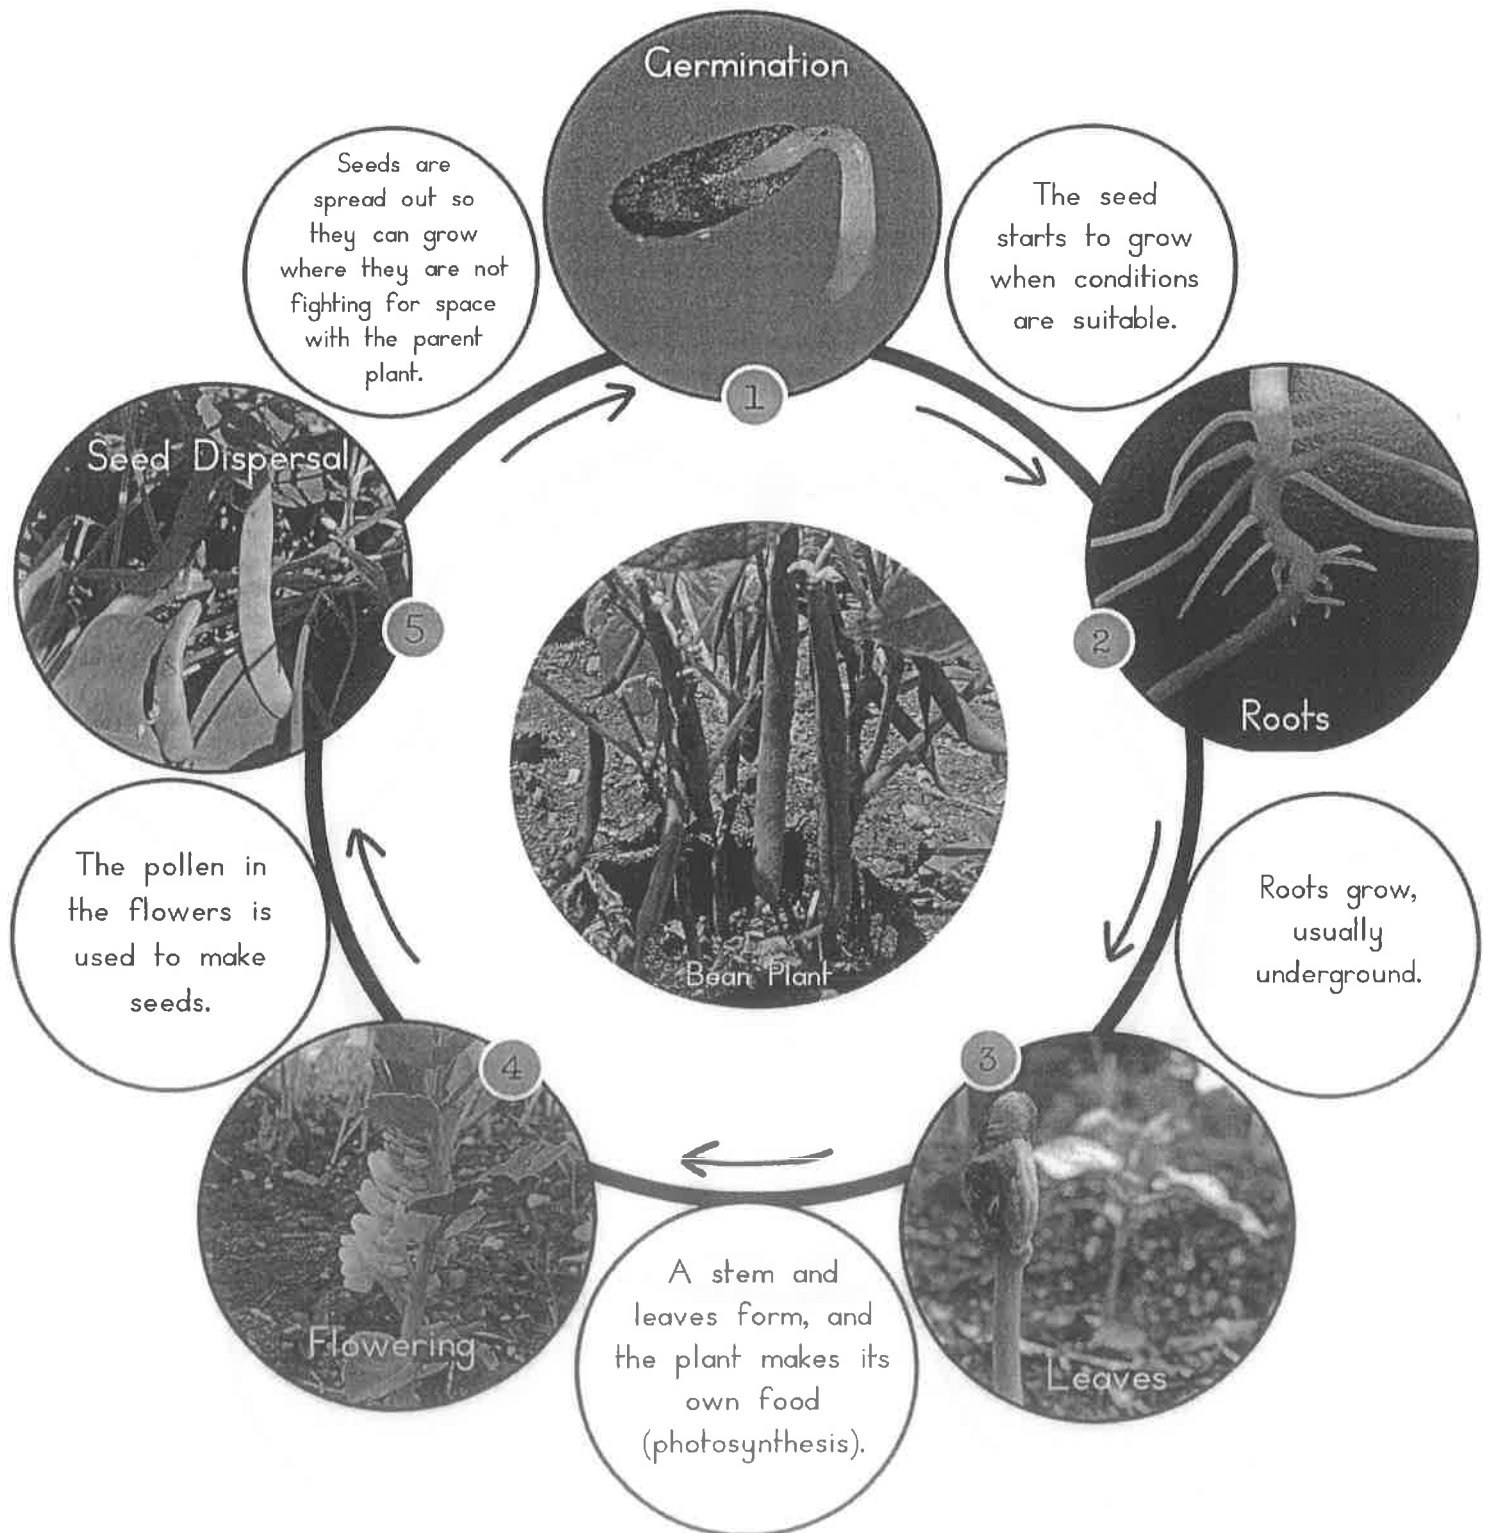 Germination
1
The seed
starts to grow
when conditions
are suitable.
2
Roots
Roots grow,
usually
underground.
3
Leaves
A stem and
leaves form, and
the plant makes its
own food
(photosynthesis).
4
Flowering
The pollen in
the flowers is
used to make
seeds.
5
Seed Dispersal
Seeds are
spread out so
they can grow
where they are not
fighting for space
with the parent
plant.
Bean Plant